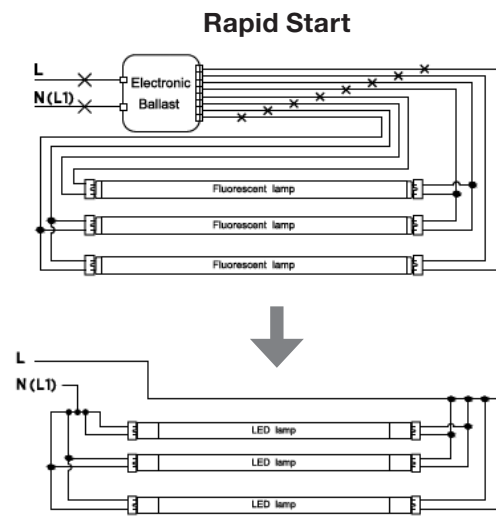 Rapid Start
L
N(L1)
Electronic
Ballast
Fluorescent lamp
Fluorescent lamp
Fluorescent lamp
L
N(L1)
LED lamp
LED lamp
LED lamp